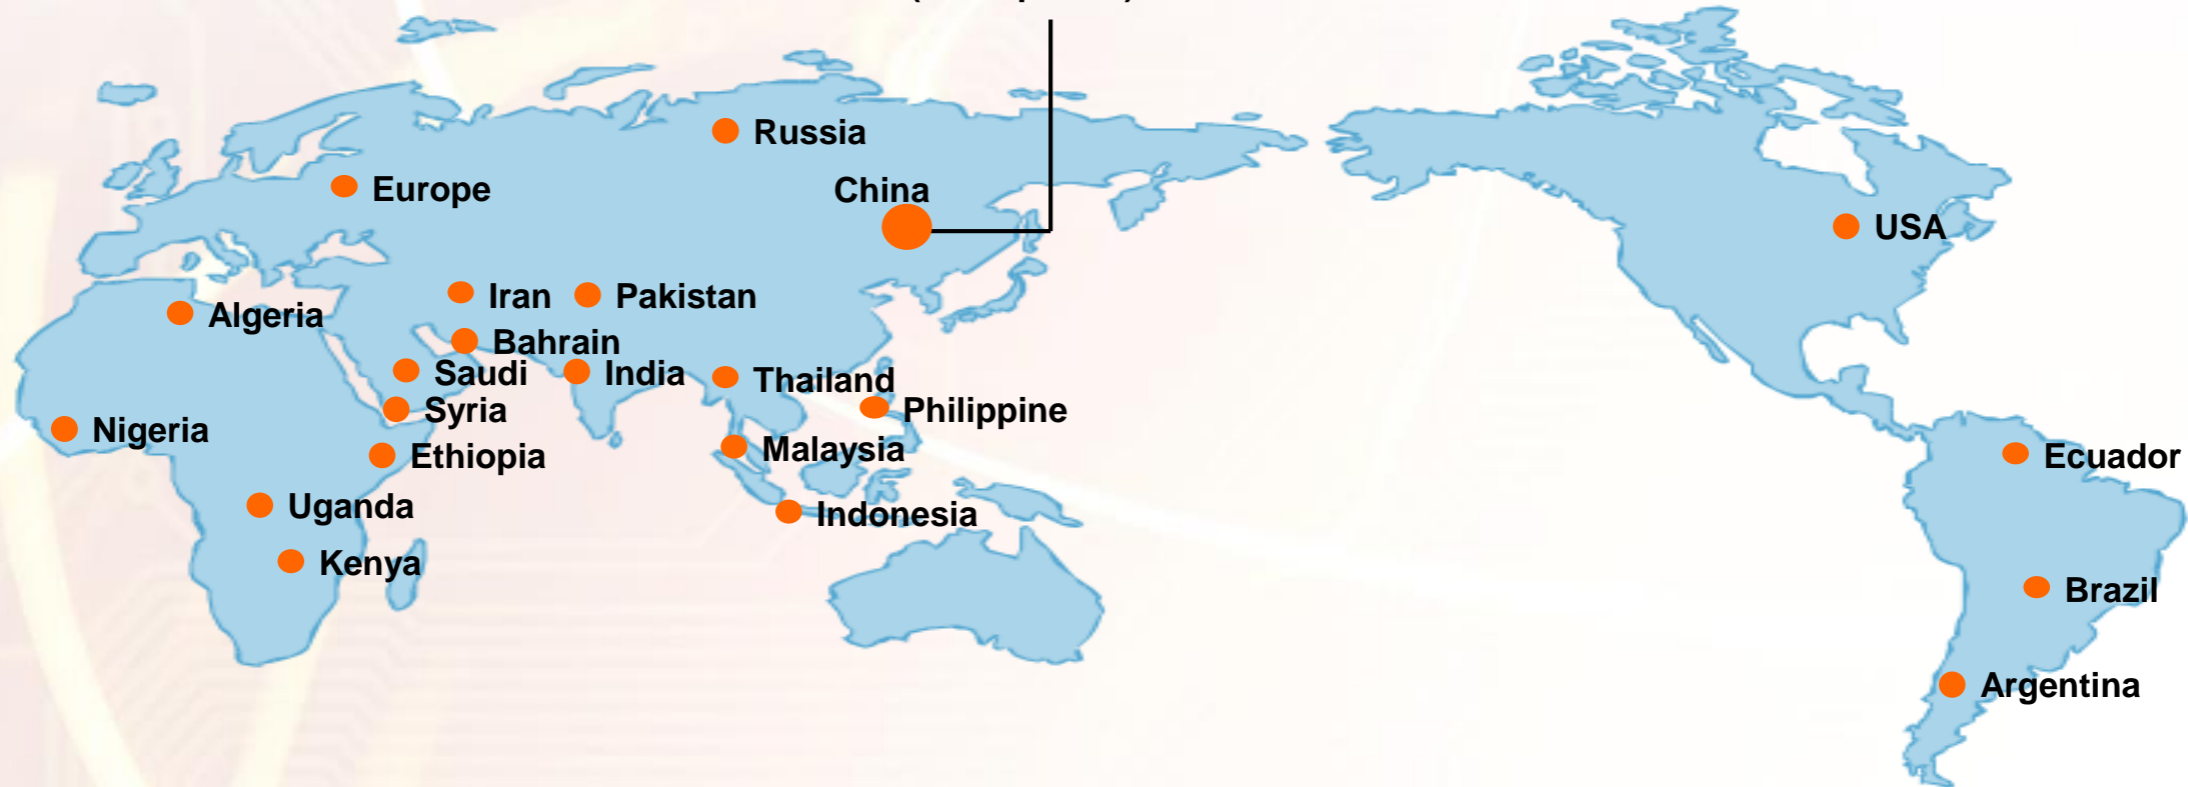 Russia
Europe
China
USA
Iran
Pakistan
Algeria
Bahrain
Saudi
India
Thailand
Syria
Philippine
Nigeria
Malaysia
Ethiopia
Ecuador
Uganda
Indonesia
Kenya
Brazil
Argentina